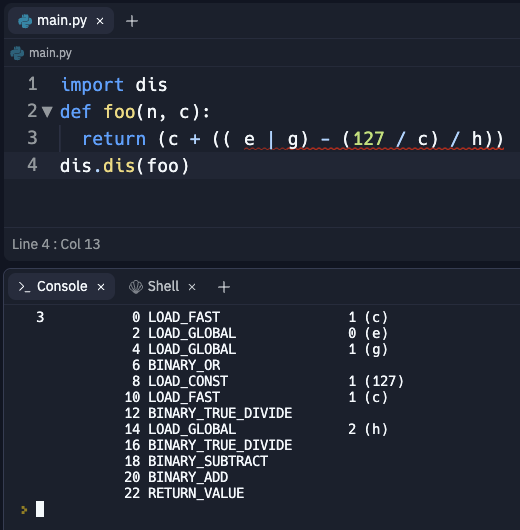 main.py × +
main.py
1 import dis
2 def foo(n, c):
3 return (c + (( e | g) - (127 / c) / h))
4 dis.dis(foo)
Line 4 : Col 13
>_ Console × Shell × +
3 0 LOAD_FAST 1 (c)
2 LOAD_GLOBAL 0 (e)
4 LOAD_GLOBAL 1 (g)
6 BINARY_OR
8 LOAD_CONST 1 (127)
10 LOAD_FAST 1 (c)
12 BINARY_TRUE_DIVIDE
14 LOAD_GLOBAL 2 (h)
16 BINARY_TRUE_DIVIDE
18 BINARY_SUBTRACT
20 BINARY_ADD
22 RETURN_VALUE